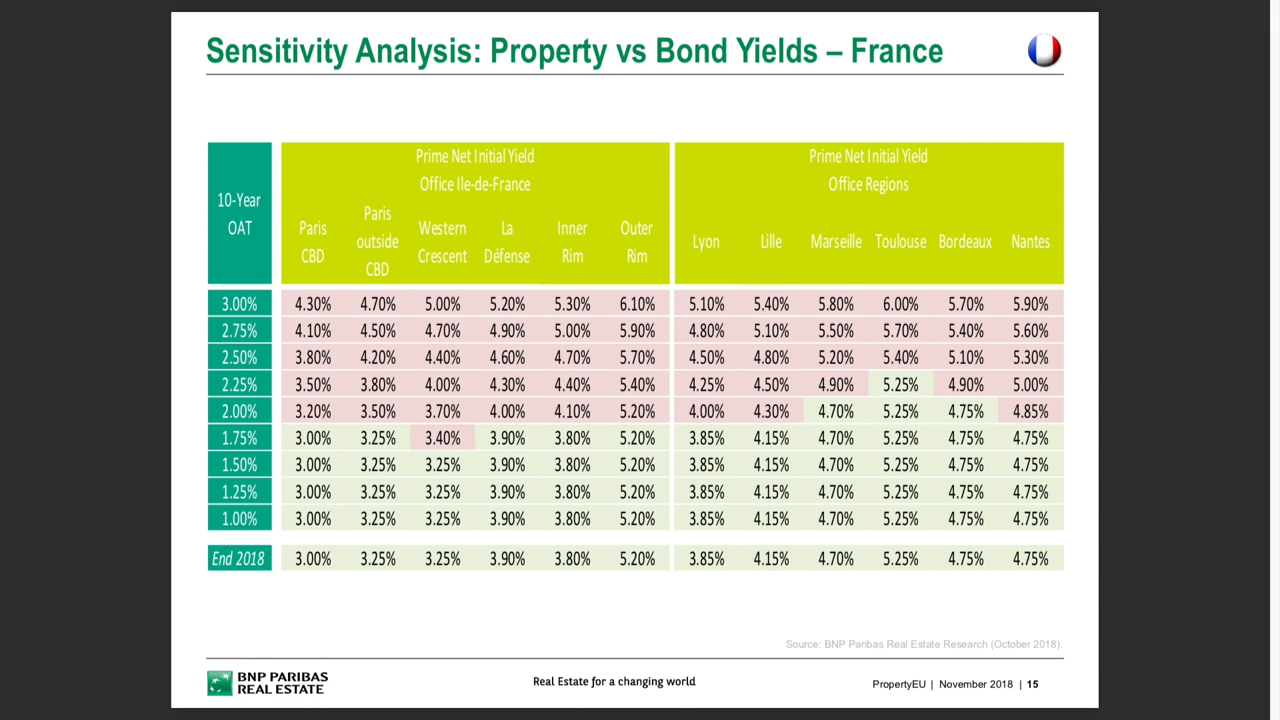 Sensitivity Analysis: Property vs Bond Yields – France
10-Year
OAT
Prime Net Initial Yield
Office Ile-de-France
Paris
CBD
Paris
outside
CBD
Western
Crescent
La
Défense
Inner
Rim
Outer
Rim
Prime Net Initial Yield
Office Regions
Lyon Lille Marseille Toulouse Bordeaux Nantes
3.00% 4.30% 4.70% 5.00% 5.20% 5.30% 6.10% 5.10% 5.40% 5.80% 6.00% 5.70% 5.90%
2.75% 4.10% 4.50% 4.70% 4.90% 5.00% 5.90% 4.80% 5.10% 5.50% 5.70% 5.40% 5.60%
2.50% 3.80% 4.20% 4.40% 4.60% 4.70% 5.70% 4.50% 4.80% 5.20% 5.40% 5.10% 5.30%
2.25% 3.50% 3.80% 4.00% 4.30% 4.40% 5.40% 4.25% 4.50% 4.90% 5.25% 4.90% 5.00%
2.00% 3.20% 3.50% 3.70% 4.00% 4.10% 5.20% 4.00% 4.30% 4.70% 5.25% 4.75% 4.85%
1.75% 3.00% 3.25% 3.40% 3.90% 3.80% 5.20% 3.85% 4.15% 4.70% 5.25% 4.75% 4.75%
1.50% 3.00% 3.25% 3.25% 3.90% 3.80% 5.20% 3.85% 4.15% 4.70% 5.25% 4.75% 4.75%
1.25% 3.00% 3.25% 3.25% 3.90% 3.80% 5.20% 3.85% 4.15% 4.70% 5.25% 4.75% 4.75%
1.00% 3.00% 3.25% 3.25% 3.90% 3.80% 5.20% 3.85% 4.15% 4.70% 5.25% 4.75% 4.75%
End 2018 3.00% 3.25% 3.25% 3.90% 3.80% 5.20% 3.85% 4.15% 4.70% 5.25% 4.75% 4.75%
Source: BNP Paribas Real Estate Research (October 2018).
BNP PARIBAS
REAL ESTATE
Real Estate for a changing world
PropertyEU | November 2018 | 15